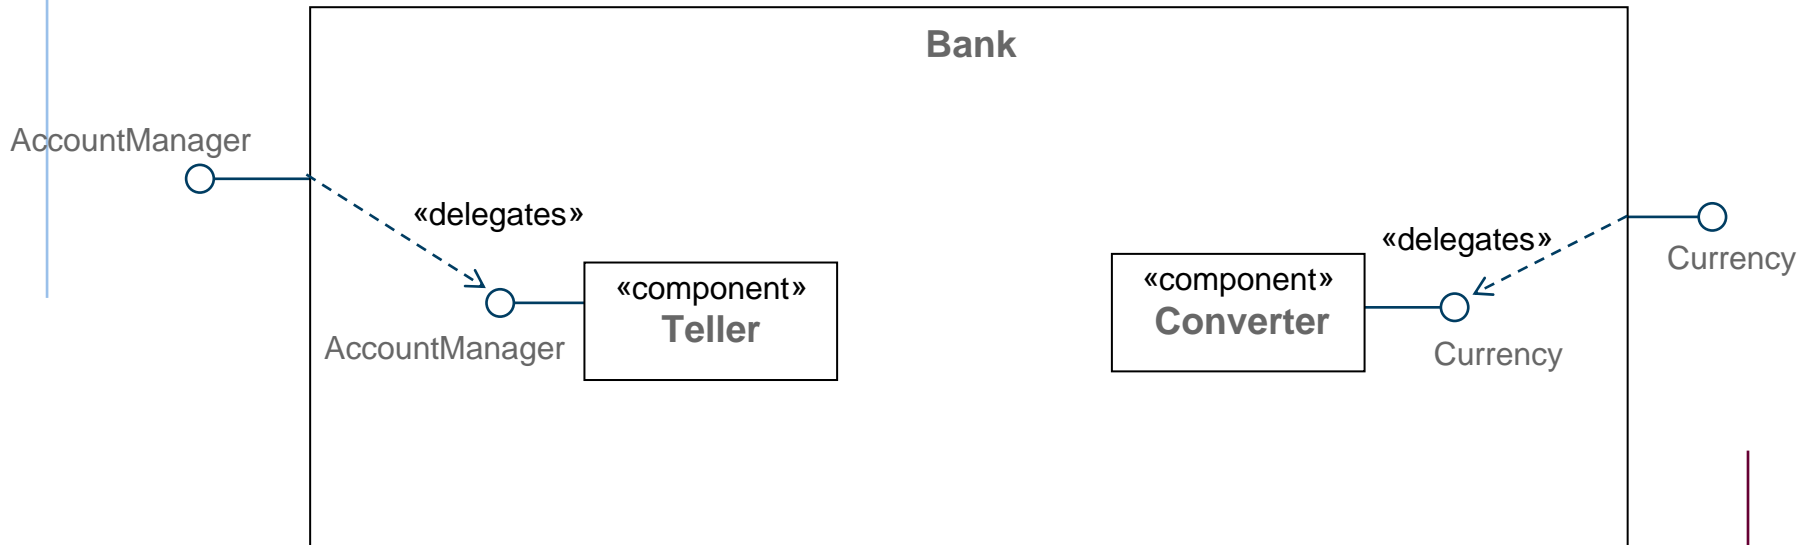 Bank
AccountManager
«delegates»
«delegates»
Currency
«component»
Teller
«component»
Converter
AccountManager
Currency